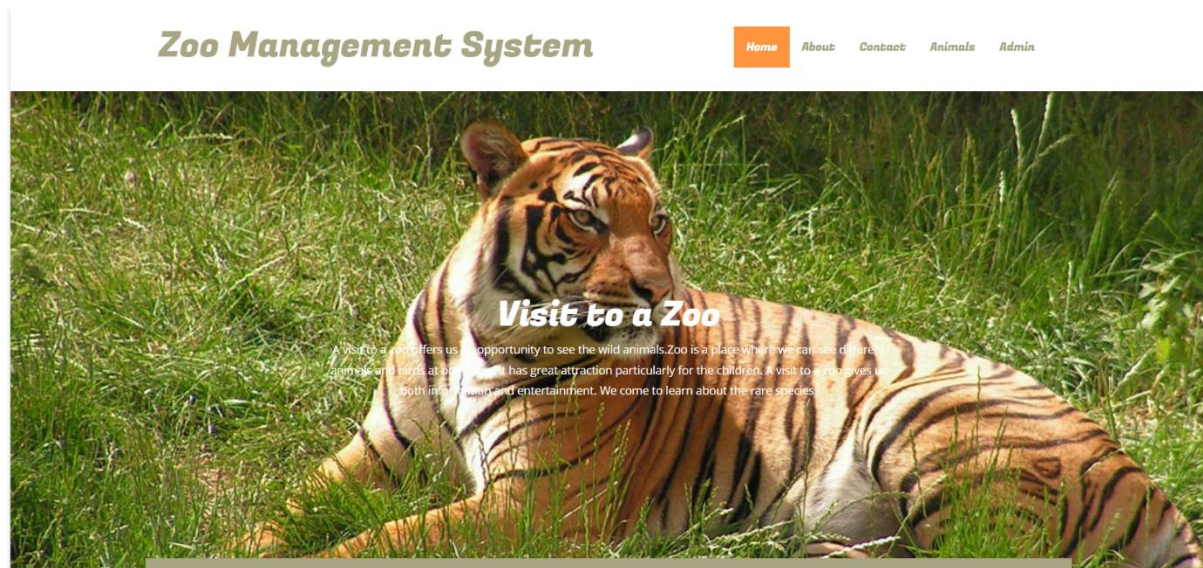 Zoo Management System
Home About Contact Animals Admin
Visit to a Zoo
A visit to a zoo offers us opportunity to see the wild animals.Zoo is a place where we can see different
animals and birds at has great attraction particularly for the children. A visit to a zoo gives us
both and entertainment. We come to learn about the rare species.